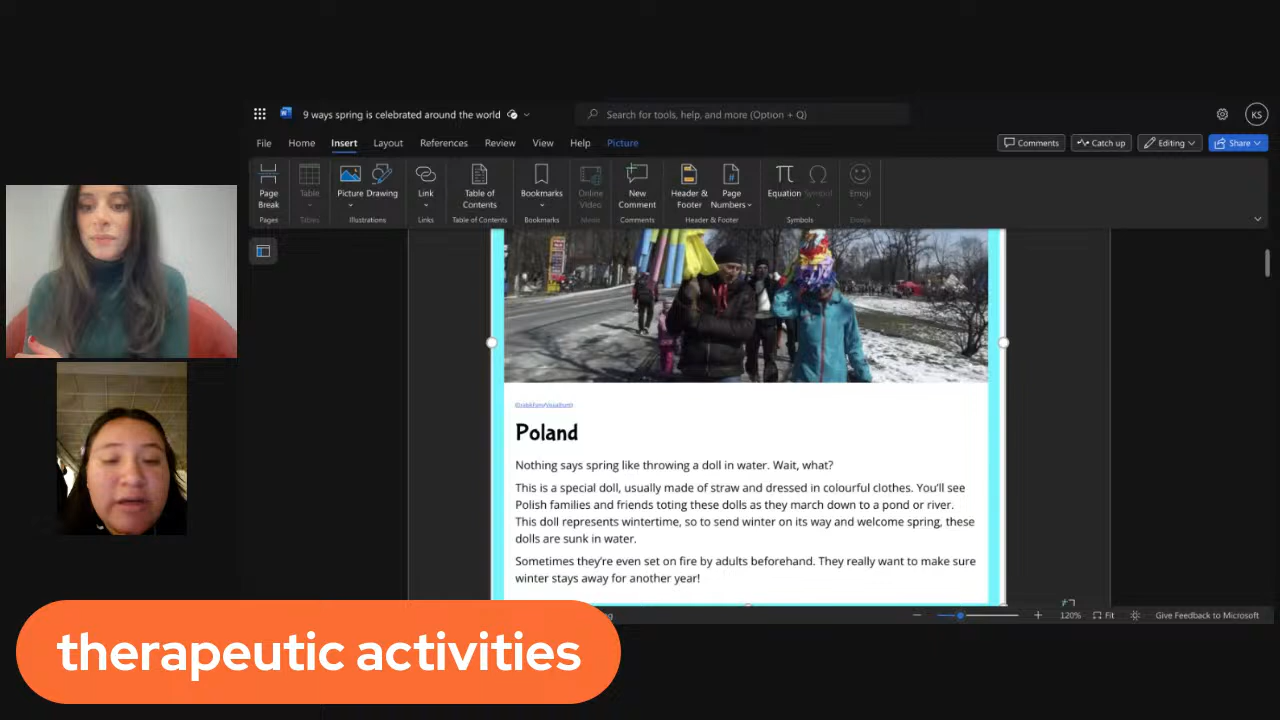 9 ways spring is celebrated around the world
Search for tools, help, and more (Option + Q)
KS
File Home Insert Layout References Review View Help Picture
Comments Catch up Editing Share
Page Break
Table
Picture Drawing
Link
Table of Contents
Bookmarks
Online Video
New Comment
Header & Footer
Page Numbers
Equation
Symbol
Emoji
Pages Tables Illustrations Links Table of Contents Bookmarks Media Comments Header & Footer Symbols Emojis
Poland
Nothing says spring like throwing a doll in water. Wait, what?
This is a special doll, usually made of straw and dressed in colourful clothes. You'll see
Polish families and friends toting these dolls as they march down to a pond or river.
This doll represents wintertime, so to send winter on its way and welcome spring, these
dolls are sunk in water.
Sometimes they're even set on fire by adults beforehand. They really want to make sure
winter stays away for another year!
120% Fit Give Feedback to Microsoft
therapeutic activities